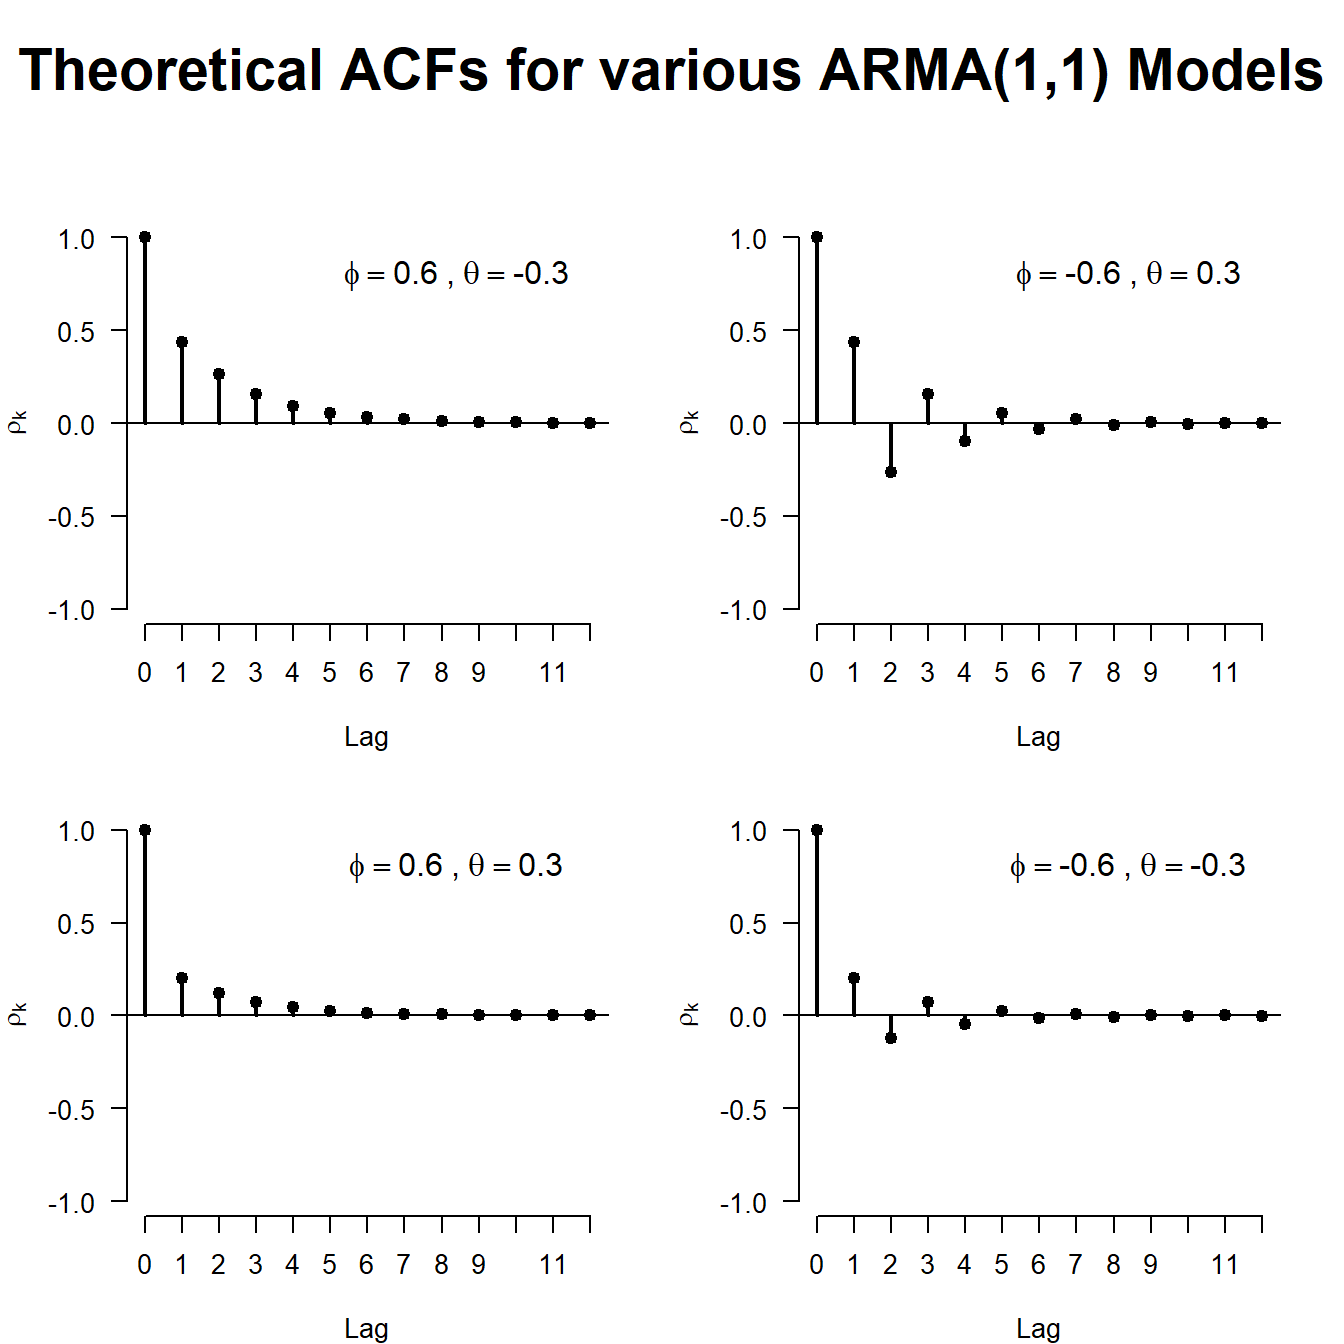 Theoretical ACFs for various ARMA(1,1) Models
ϕ = 0.6 , θ = -0.3
1.0
0.5
0.0
-0.5
-1.0
ρk
0 1 2 3 4 5 6 7 8 9 11
Lag
ϕ = -0.6 , θ = 0.3
1.0
0.5
0.0
-0.5
-1.0
ρk
0 1 2 3 4 5 6 7 8 9 11
Lag
ϕ = 0.6 , θ = 0.3
1.0
0.5
0.0
-0.5
-1.0
ρk
0 1 2 3 4 5 6 7 8 9 11
Lag
ϕ = -0.6 , θ = -0.3
1.0
0.5
0.0
-0.5
-1.0
ρk
0 1 2 3 4 5 6 7 8 9 11
Lag